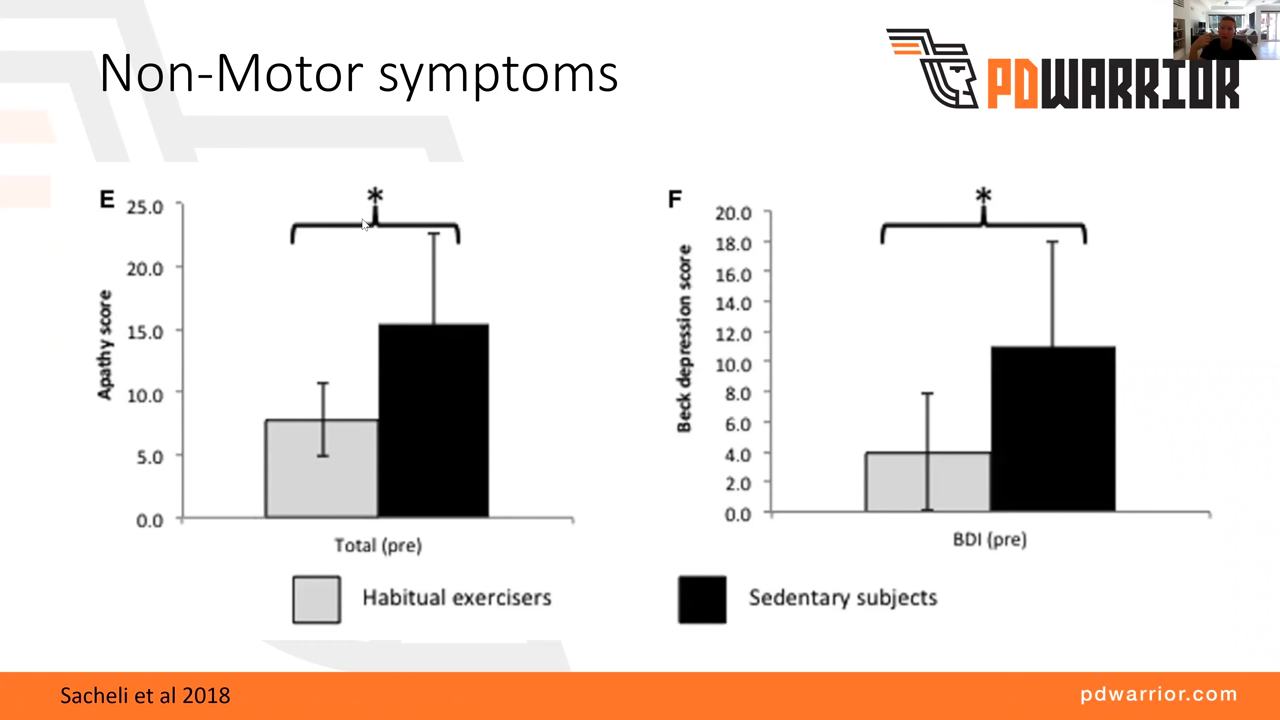 Non-Motor symptoms
PDWARRIOR
E
*
25.0
20.0
15.0
10.0
5.0
0.0
Apathy score
Total (pre)
F
*
20.0
18.0
16.0
14.0
12.0
10.0
8.0
6.0
4.0
2.0
0.0
Beck depression score
BDI (pre)
Habitual exercisers
Sedentary subjects
Sacheli et al 2018
pdwarrior.com